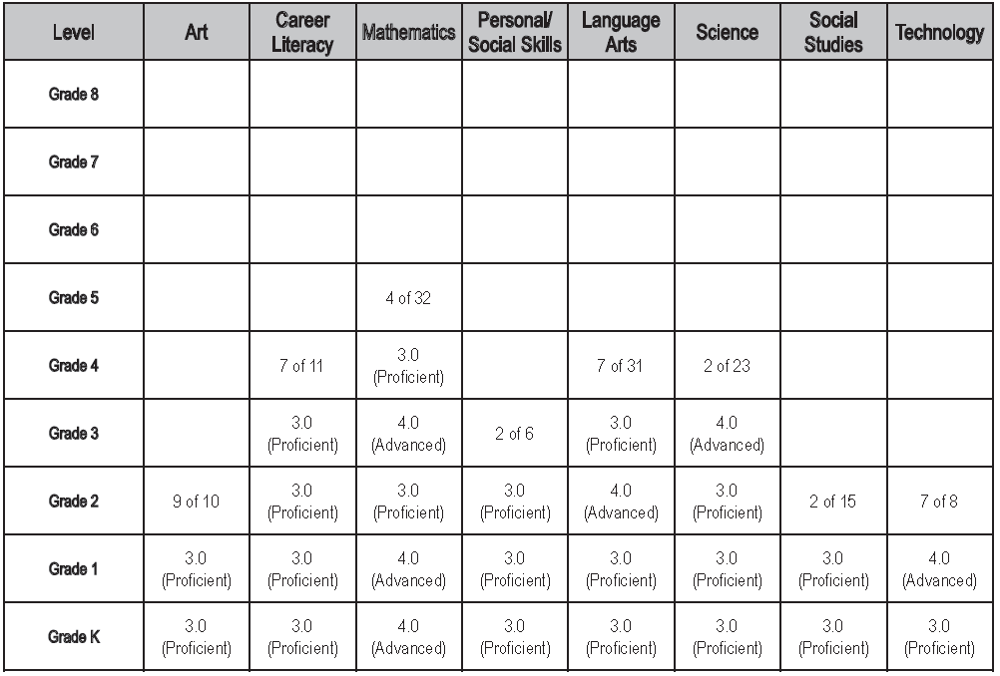 Level Art Career Literacy Mathematics Personal/ Social Skills Language Arts Science Social Studies Technology
Grade 8
Grade 7
Grade 6
Grade 5 4 of 32
Grade 4 7 of 11 3.0 (Proficient) 7 of 31 2 of 23
Grade 3 3.0 (Proficient) 4.0 (Advanced) 2 of 6 3.0 (Proficient) 4.0 (Advanced)
Grade 2 9 of 10 3.0 (Proficient) 3.0 (Proficient) 3.0 (Proficient) 4.0 (Advanced) 3.0 (Proficient) 2 of 15 7 of 8
Grade 1 3.0 (Proficient) 3.0 (Proficient) 4.0 (Advanced) 3.0 (Proficient) 3.0 (Proficient) 3.0 (Proficient) 3.0 (Proficient) 4.0 (Advanced)
Grade K 3.0 (Proficient) 3.0 (Proficient) 4.0 (Advanced) 3.0 (Proficient) 3.0 (Proficient) 3.0 (Proficient) 3.0 (Proficient) 3.0 (Proficient)